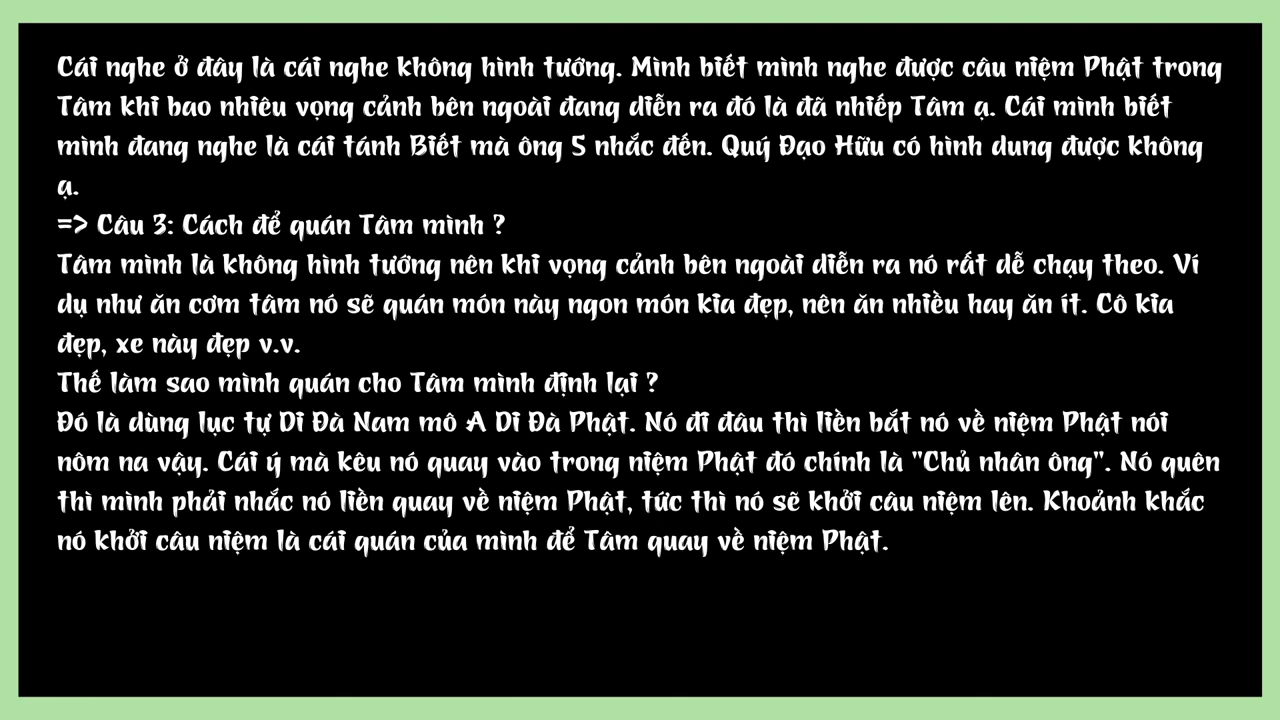 Cái nghe ở đây là cái nghe không hình tướng. Mình biết mình nghe được câu niệm Phật trong
Tâm khi bao nhiêu vọng cảnh bên ngoài đang diễn ra đó là đã nhiếp Tâm ạ. Cái mình biết
mình đang nghe là cái tánh Biết mà ông 5 nhắc đến. Quý Đạo Hữu có hình dung được không
ạ.
=> Câu 3: Cách để quán Tâm mình ?
Tâm mình là không hình tướng nên khi vọng cảnh bên ngoài diễn ra nó rất dễ chạy theo. Ví
dụ như ăn cơm tâm nó sẽ quán món này ngon món kia đẹp, nên ăn nhiều hay ăn ít. Cô kia
đẹp, xe này đẹp v.v.
Thế làm sao mình quán cho Tâm mình định lại ?
Đó là dùng lục tự Di Đà Nam mô A Di Đà Phật. Nó đi đâu thì liền bắt nó về niệm Phật nói
nôm na vậy. Cái ý mà kêu nó quay vào trong niệm Phật đó chính là "Chủ nhân ông". Nó quên
thì mình phải nhắc nó liền quay về niệm Phật, tức thì nó sẽ khởi câu niệm lên. Khoảnh khắc
nó khởi câu niệm là cái quán của mình để Tâm quay về niệm Phật.